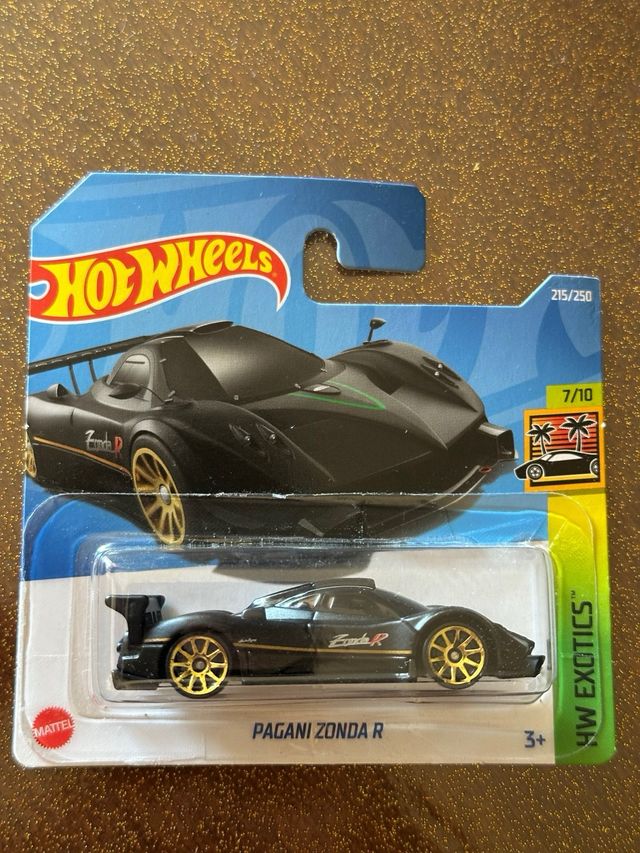 HOT WHEELS
215/250
7/10
Zonda R
Zonda R
HW EXOTICS™
MATTEL
PAGANI ZONDA R
3+